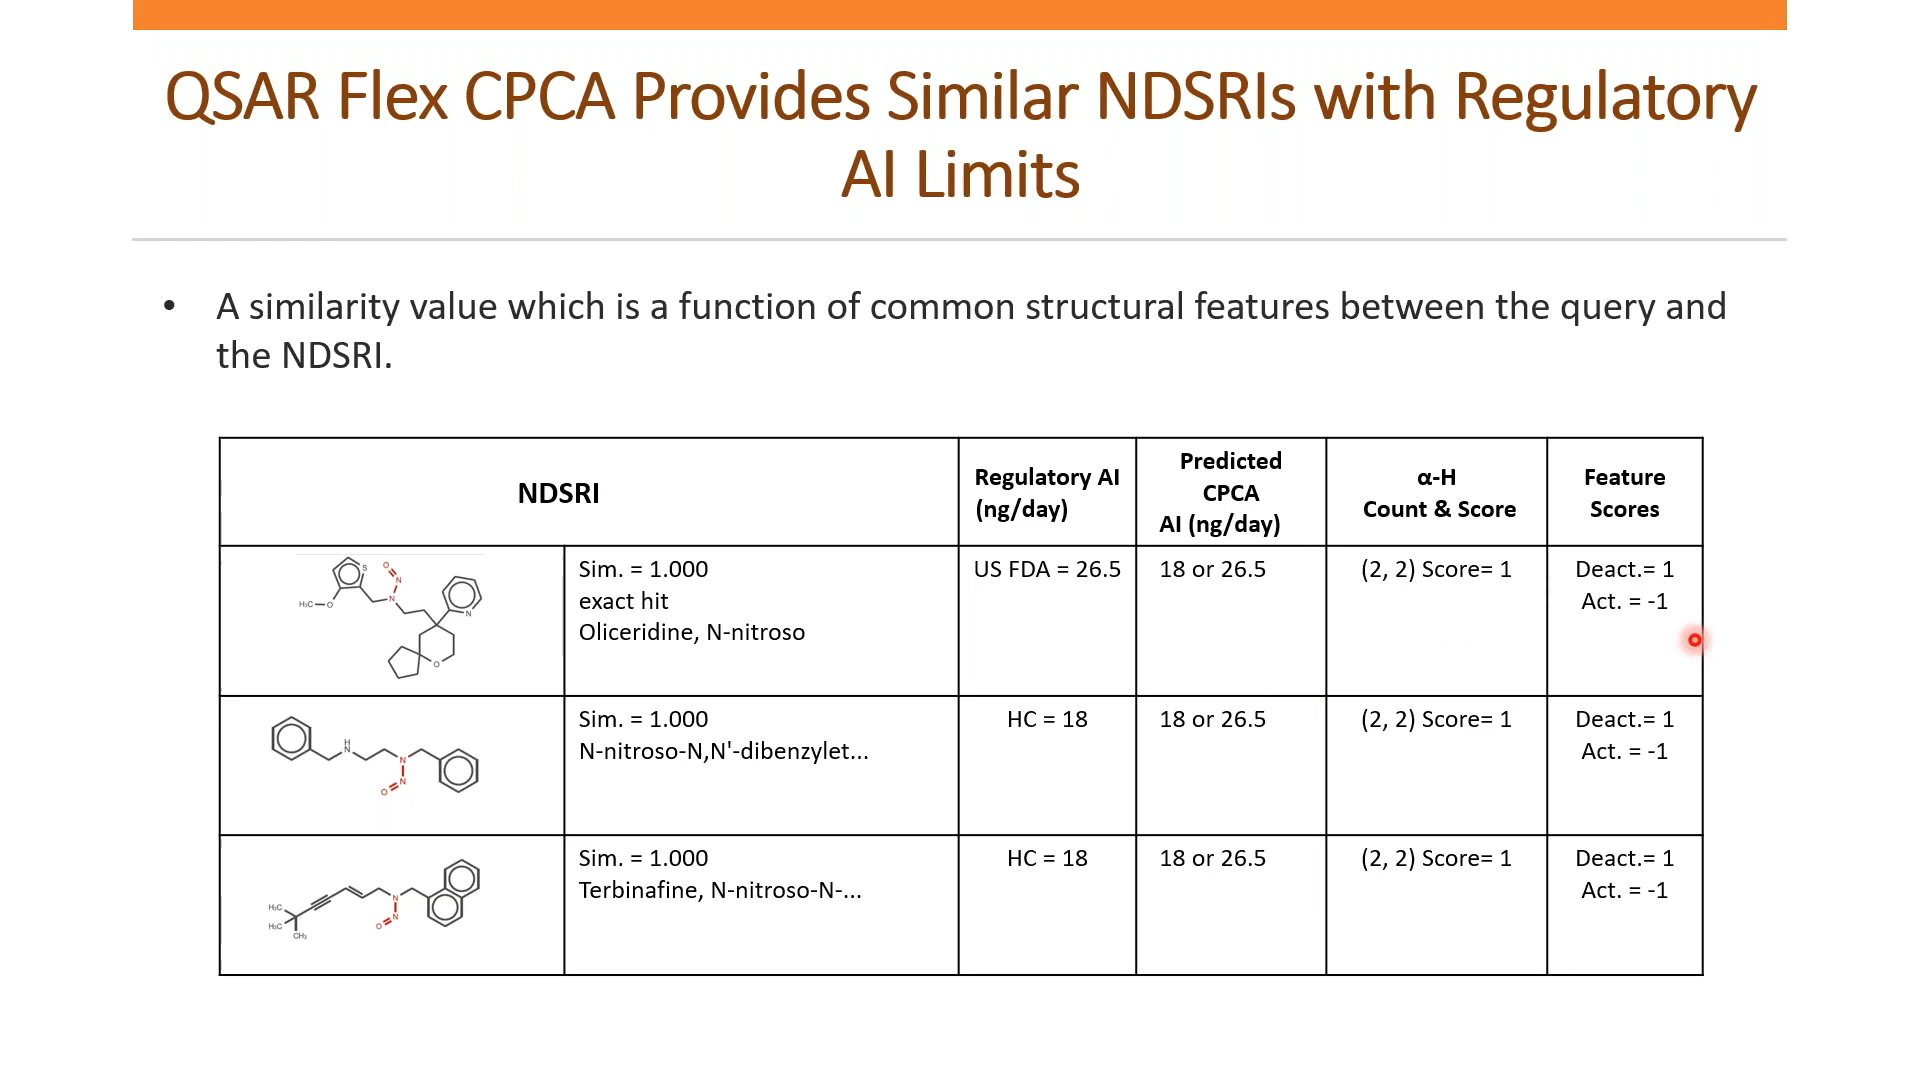 QSAR Flex CPCA Provides Similar NDSRIs with Regulatory
AI Limits
• A similarity value which is a function of common structural features between the query and
the NDSRI.
NDSRI
Regulatory AI
(ng/day)
Predicted
CPCA
AI (ng/day)
α-H
Count & Score
Feature
Scores
S
O
N
N
H₃C
O
N
O
Sim. = 1.000
exact hit
Oliceridine, N-nitroso
US FDA = 26.5
18 or 26.5
(2, 2) Score= 1
Deact.= 1
Act. = -1
H
N
N
N
O
Sim. = 1.000
N-nitroso-N,N'-dibenzylet...
HC = 18
18 or 26.5
(2, 2) Score= 1
Deact.= 1
Act. = -1
H₃C
H₃C
CH₃
N
N
O
Sim. = 1.000
Terbinafine, N-nitroso-N-...
HC = 18
18 or 26.5
(2, 2) Score= 1
Deact.= 1
Act. = -1